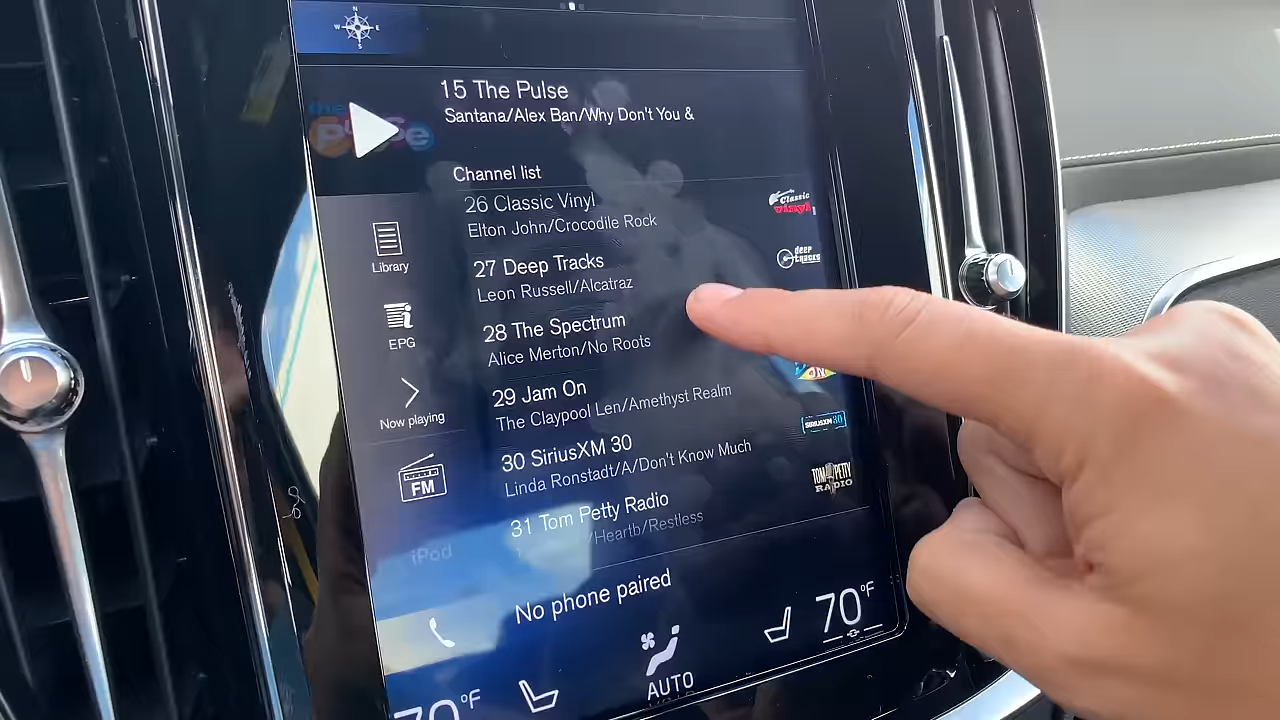 N
W E
S
15 The Pulse
Santana/Alex Ban/Why Don't You &
the
Pulse
Channel list
26 Classic Vinyl
Elton John/Crocodile Rock
Classic
Vinyl
27 Deep Tracks
Leon Russell/Alcatraz
deep
tracks
28 The Spectrum
Alice Merton/No Roots
29 Jam On
The Claypool Len/Amethyst Realm
ON
30 SiriusXM 30
Linda Ronstadt/A/Don't Know Much
SIRIUSXM 30
31 Tom Petty Radio
/Heartb/Restless
TOM PETTY
RADIO
Library
EPG
Now playing
FM
iPod
No phone paired
70°F
AUTO
70°F